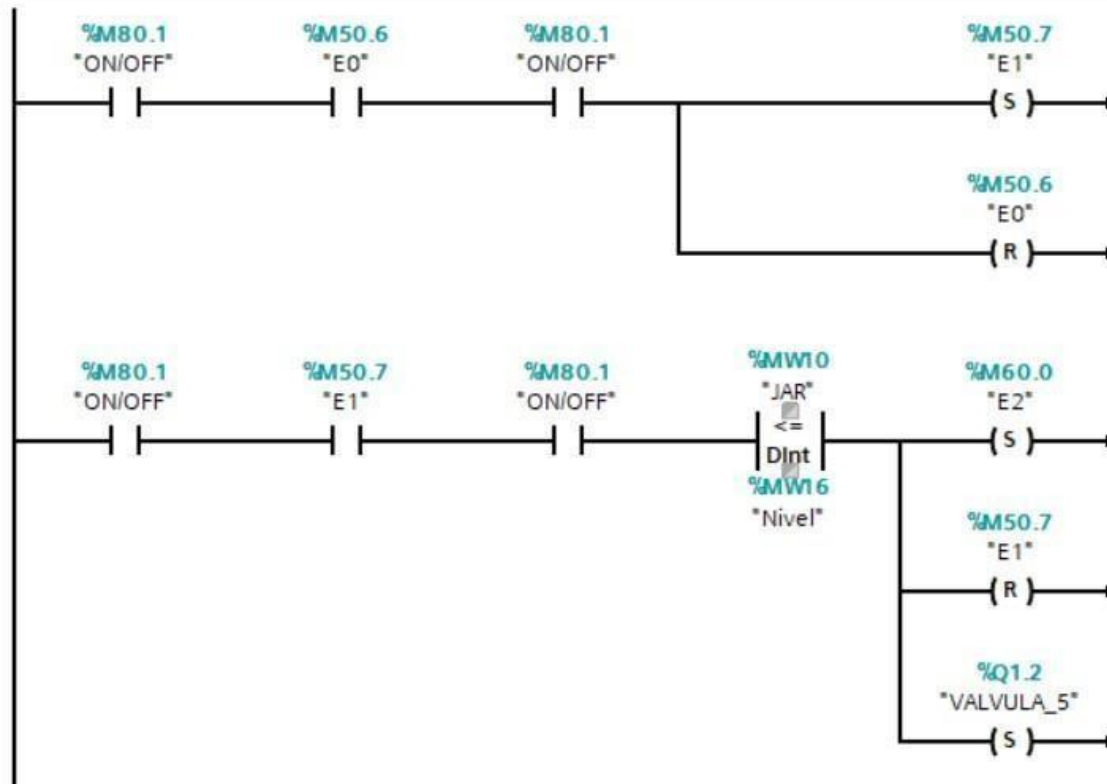 %M80.1 %M50.6 %M80.1 %M50.7
"ON/OFF" "E0" "ON/OFF" "E1"
( S )
%M50.6
"E0"
( R )
%M80.1 %M50.7 %M80.1 %MW10 %M60.0
"ON/OFF" "E1" "ON/OFF" "JAR" "E2"
<= ( S )
DInt
%MW16
"Nivel" %M50.7
"E1"
( R )
%Q1.2
"VALVULA_5"
( S )